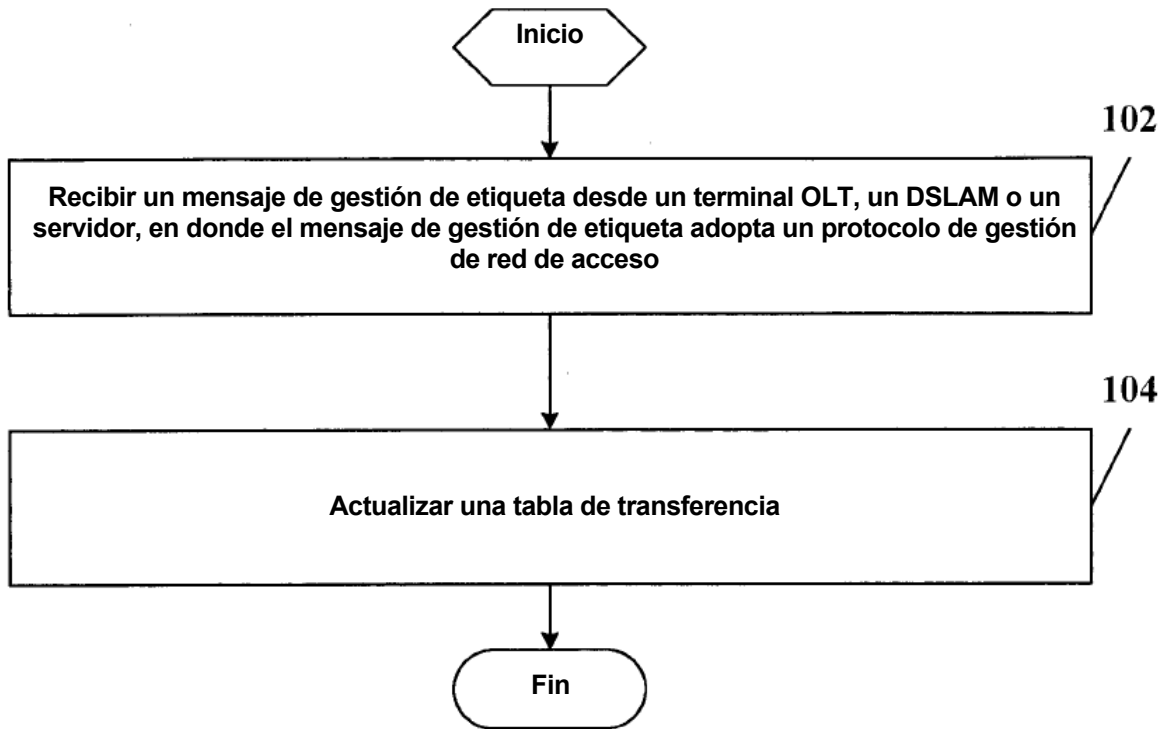 Inicio
102
Recibir un mensaje de gestión de etiqueta desde un terminal OLT, un DSLAM o un
servidor, en donde el mensaje de gestión de etiqueta adopta un protocolo de gestión
de red de acceso
104
Actualizar una tabla de transferencia
Fin